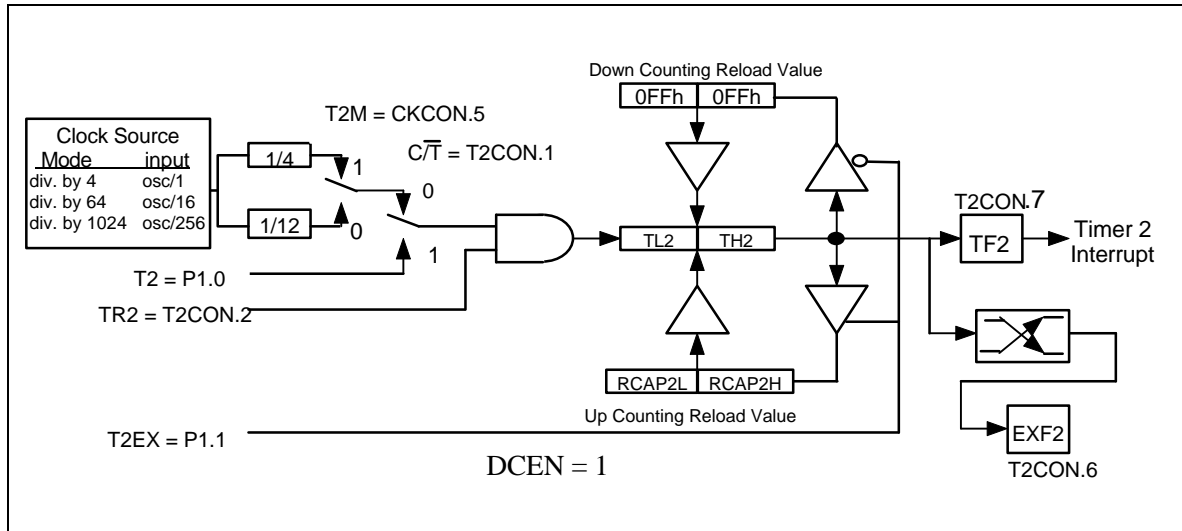 Down Counting Reload Value
0FFh 0FFh
T2M = CKCON.5
C/T̅ = T2CON.1
Clock Source
Mode input
div. by 4 osc/1
div. by 64 osc/16
div. by 1024 osc/256
1/4
1
0
1/12
0
1
T2CON.7
TL2 TH2
TF2
Timer 2
Interrupt
T2 = P1.0
TR2 = T2CON.2
RCAP2L RCAP2H
Up Counting Reload Value
T2EX = P1.1
EXF2
T2CON.6
DCEN = 1